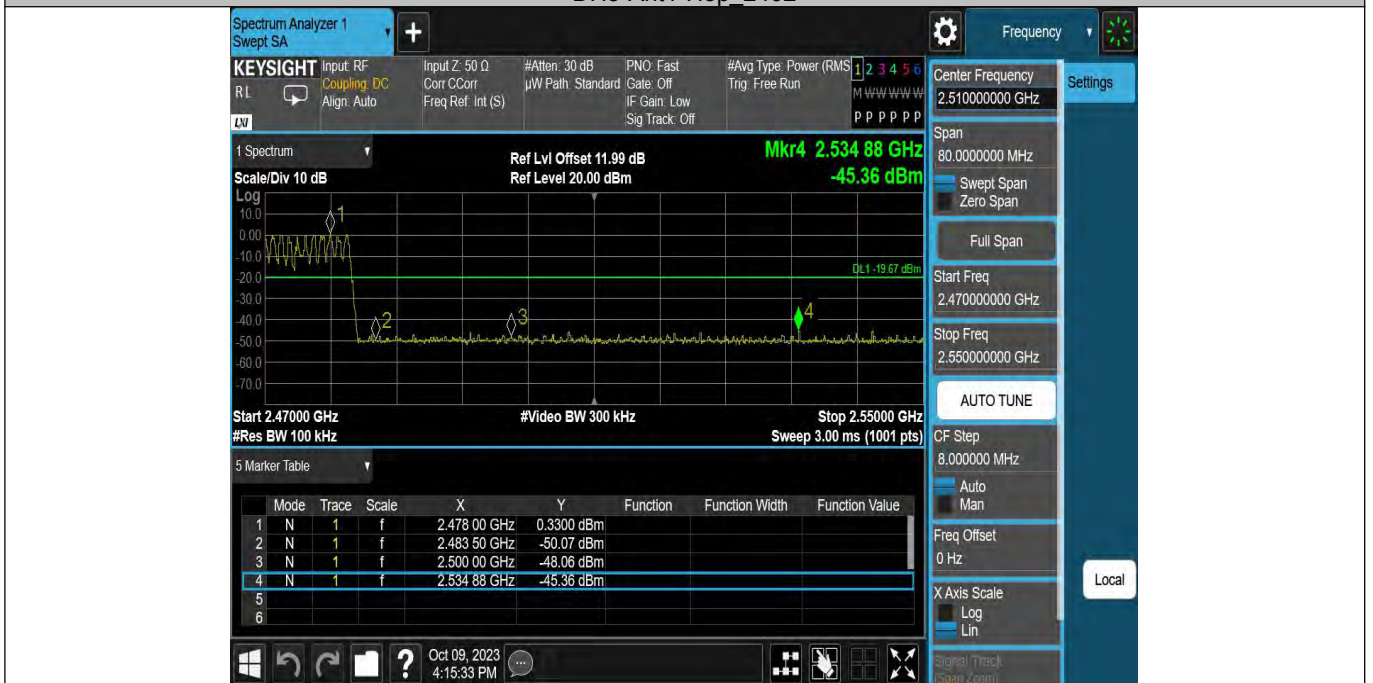 Spectrum Analyzer 1
Swept SA
+
Frequency
KEYSIGHT
RL
LXI
Input: RF
Coupling: DC
Align: Auto
Input Z: 50 Ω
Corr CCorr
Freq Ref: Int (S)
#Atten: 30 dB
µW Path: Standard
PNO: Fast
Gate: Off
IF Gain: Low
Sig Track: Off
#Avg Type: Power (RMS
Trig: Free Run
1 2 3 4 5 6
M W W W W W
P P P P P P
1 Spectrum
Scale/Div 10 dB
Ref Lvl Offset 11.99 dB
Ref Level 20.00 dBm
Mkr4 2.534 88 GHz
-45.36 dBm
Log
10.0
0.00
-10.0
-20.0
-30.0
-40.0
-50.0
-60.0
-70.0
1
2
3
4
DL1 -19.67 dBm
Start 2.47000 GHz
#Res BW 100 kHz
#Video BW 300 kHz
Stop 2.55000 GHz
Sweep 3.00 ms (1001 pts)
5 Marker Table
Mode Trace Scale X Y Function Function Width Function Value
1 N 1 f 2.478 00 GHz 0.3300 dBm
2 N 1 f 2.483 50 GHz -50.07 dBm
3 N 1 f 2.500 00 GHz -48.06 dBm
4 N 1 f 2.534 88 GHz -45.36 dBm
5
6
Center Frequency
2.510000000 GHz
Settings
Span
80.0000000 MHz
Swept Span
Zero Span
Full Span
Start Freq
2.470000000 GHz
Stop Freq
2.550000000 GHz
AUTO TUNE
CF Step
8.000000 MHz
Auto
Man
Freq Offset
0 Hz
X Axis Scale
Log
Lin
Local
Signal Track
(Span Zoom)
?
Oct 09, 2023
4:15:33 PM